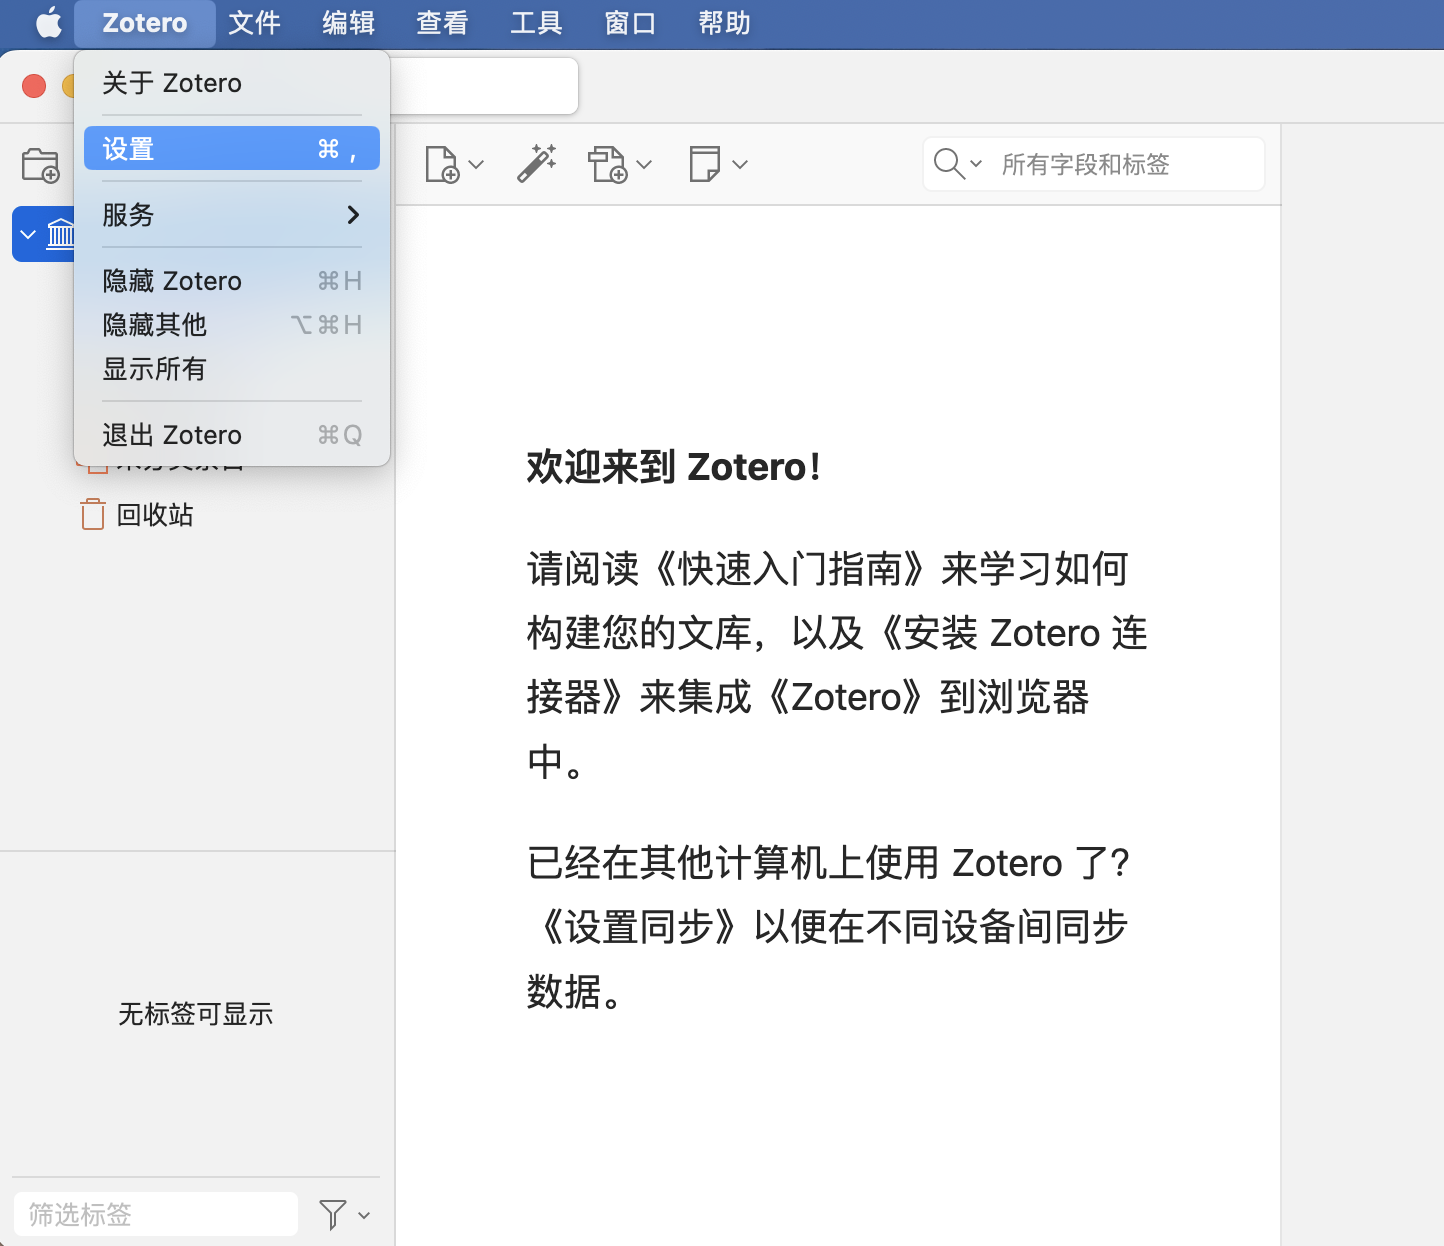 Zotero 文件 编辑 查看 工具 窗口 帮助
关于 Zotero
设置 ⌘ ,
服务
隐藏 Zotero ⌘H
隐藏其他 ⌥⌘H
显示所有
退出 Zotero ⌘Q
回收站
所有字段和标签
欢迎来到 Zotero！
请阅读《快速入门指南》来学习如何
构建您的文库，以及《安装 Zotero 连
接器》来集成《Zotero》到浏览器
中。
已经在其他计算机上使用 Zotero 了？
《设置同步》以便在不同设备间同步
数据。
无标签可显示
筛选标签